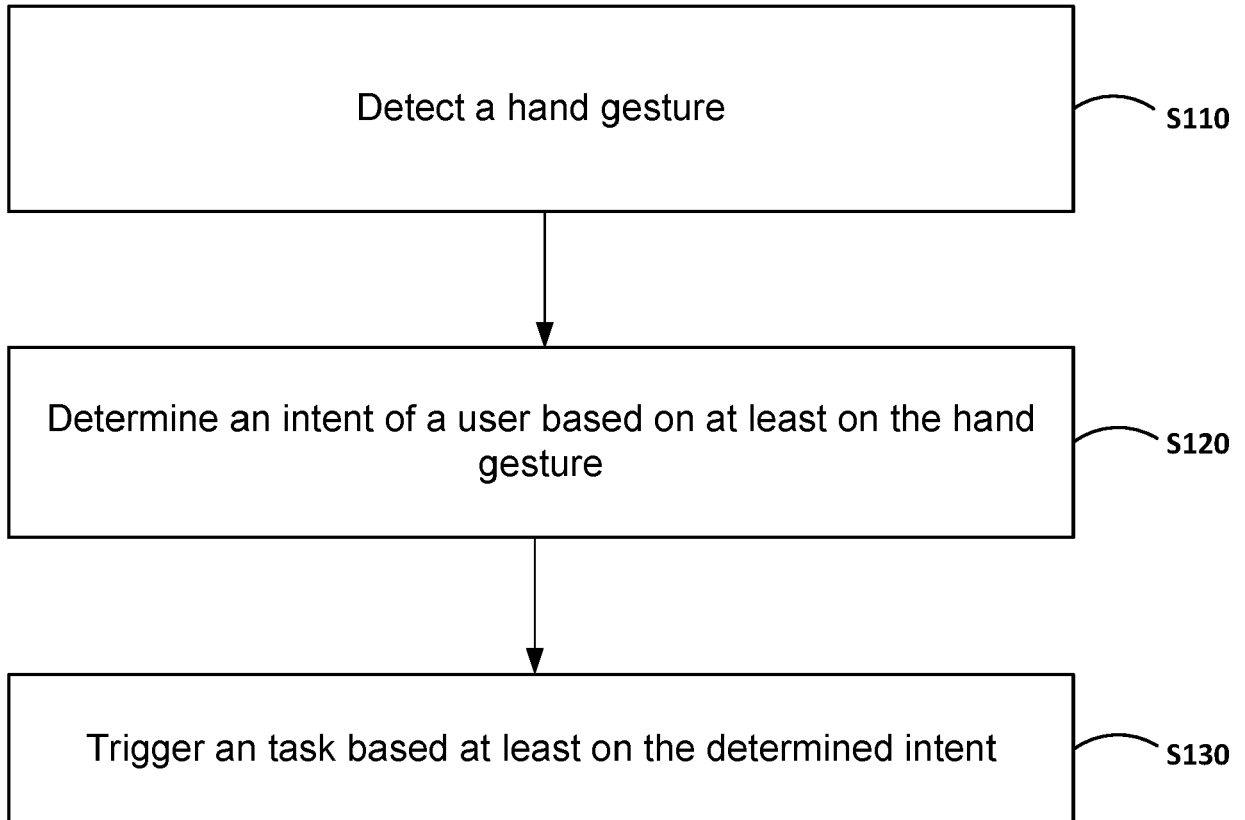 Detect a hand gesture
S110
Determine an intent of a user based on at least on the hand
gesture
S120
Trigger an task based at least on the determined intent
S130